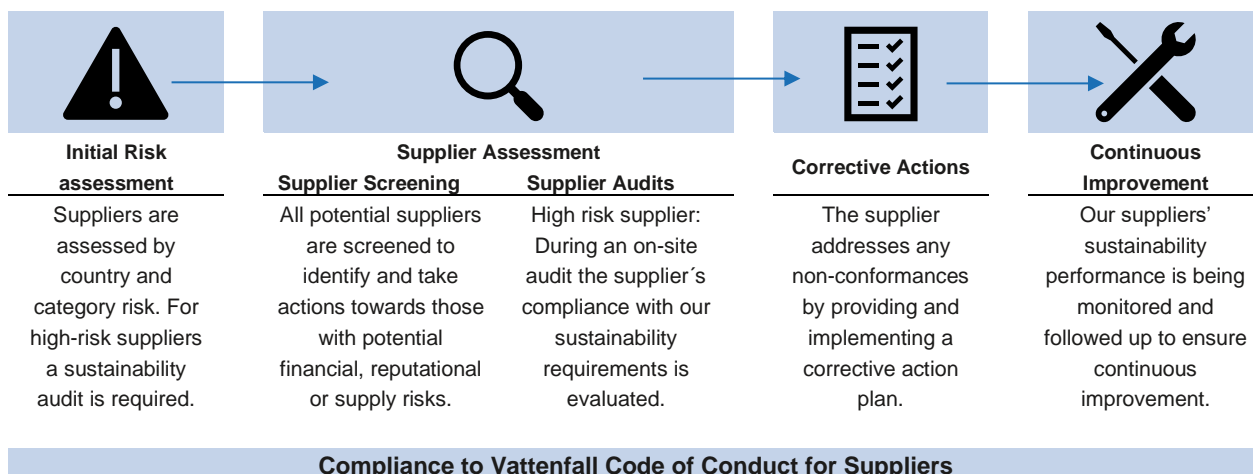 Initial Risk
assessment
Suppliers are
assessed by
country and
category risk. For
high-risk suppliers
a sustainability
audit is required.
Supplier Assessment
Supplier Screening
All potential suppliers
are screened to
identify and take
actions towards those
with potential
financial, reputational
or supply risks.
Supplier Audits
High risk supplier:
During an on-site
audit the supplier´s
compliance with our
sustainability
requirements is
evaluated.
Corrective Actions
The supplier
addresses any
non-conformances
by providing and
implementing a
corrective action
plan.
Continuous
Improvement
Our suppliers’
sustainability
performance is being
monitored and
followed up to ensure
continuous
improvement.
Compliance to Vattenfall Code of Conduct for Suppliers